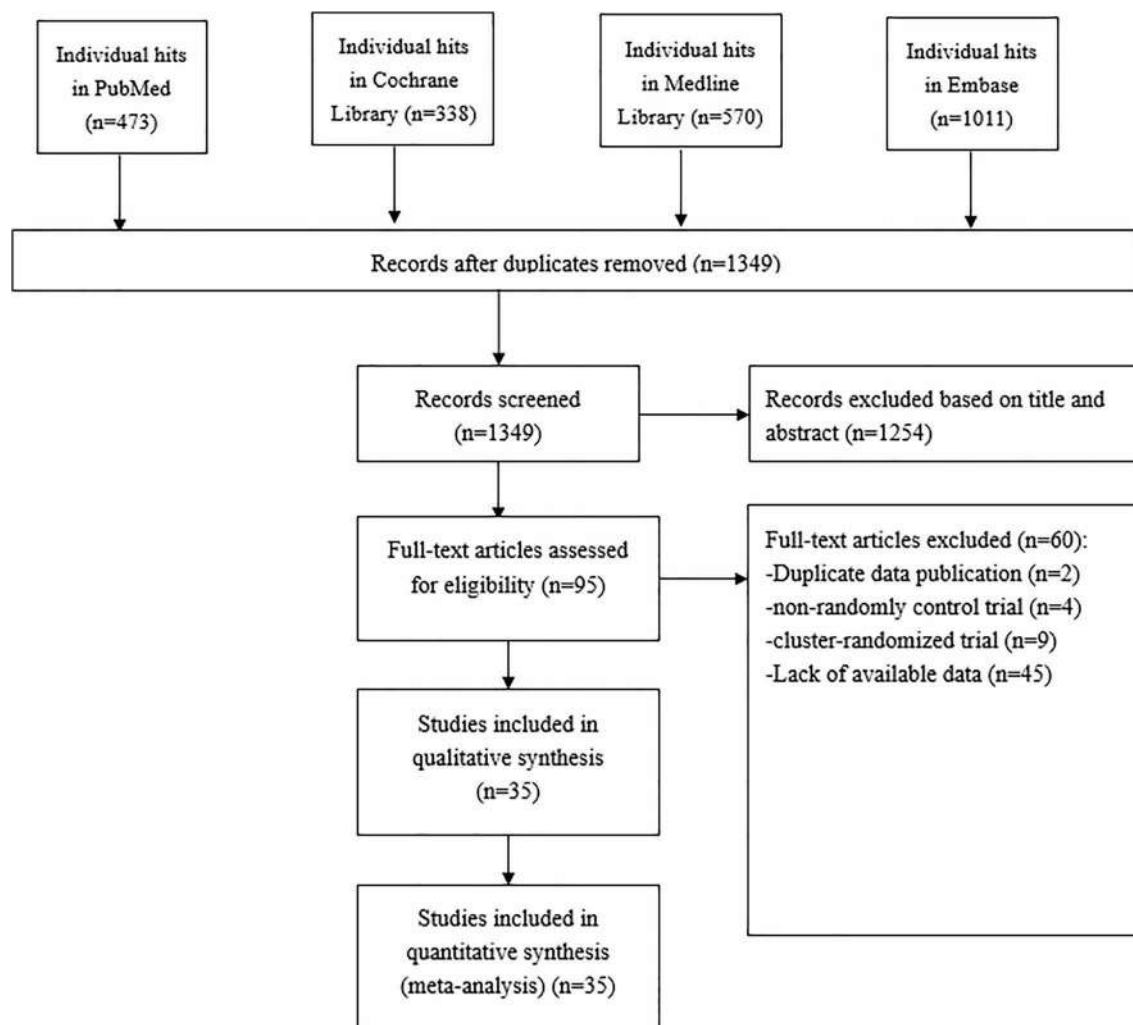 Individual hits
in PubMed
(n=473)
Individual hits
in Cochrane
Library (n=338)
Individual hits
in Medline
Library (n=570)
Individual hits
in Embase
(n=1011)
Records after duplicates removed (n=1349)
Records screened
(n=1349)
Records excluded based on title and
abstract (n=1254)
Full-text articles assessed
for eligibility (n=95)
Full-text articles excluded (n=60):
-Duplicate data publication (n=2)
-non-randomly control trial (n=4)
-cluster-randomized trial (n=9)
-Lack of available data (n=45)
Studies included in
qualitative synthesis
(n=35)
Studies included in
quantitative synthesis
(meta-analysis) (n=35)